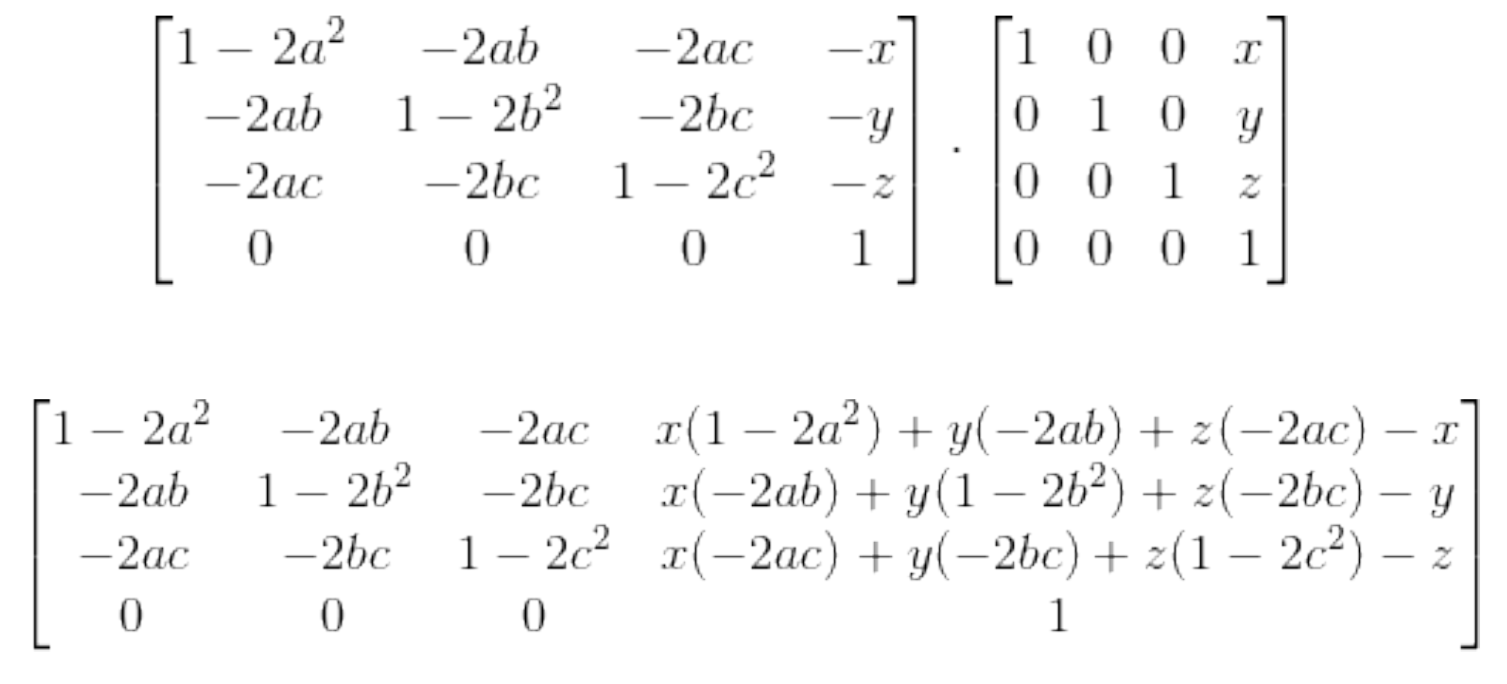 1 − 2a² −2ab −2ac −x 1 0 0 x
−2ab 1 − 2b² −2bc −y 0 1 0 y
−2ac −2bc 1 − 2c² −z · 0 0 1 z
0 0 0 1 0 0 0 1
1 − 2a² −2ab −2ac x(1 − 2a²) + y(−2ab) + z(−2ac) − x
−2ab 1 − 2b² −2bc x(−2ab) + y(1 − 2b²) + z(−2bc) − y
−2ac −2bc 1 − 2c² x(−2ac) + y(−2bc) + z(1 − 2c²) − z
0 0 0 1